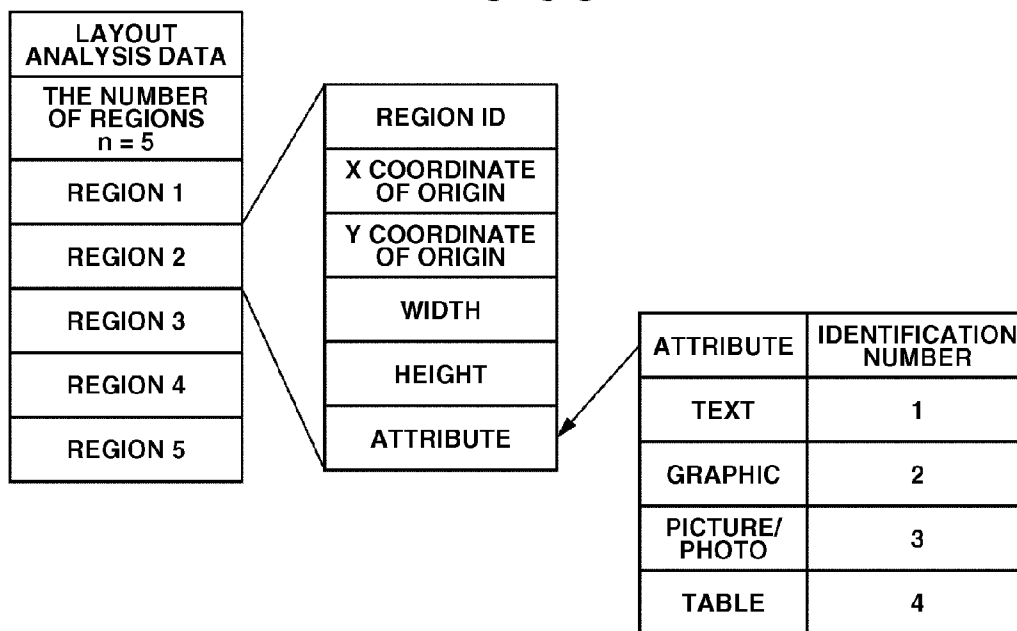 LAYOUT
ANALYSIS DATA
THE NUMBER
OF REGIONS
n = 5
REGION 1
REGION 2
REGION 3
REGION 4
REGION 5
REGION ID
X COORDINATE
OF ORIGIN
Y COORDINATE
OF ORIGIN
WIDTH
HEIGHT
ATTRIBUTE
ATTRIBUTE IDENTIFICATION
NUMBER
TEXT 1
GRAPHIC 2
PICTURE/
PHOTO 3
TABLE 4